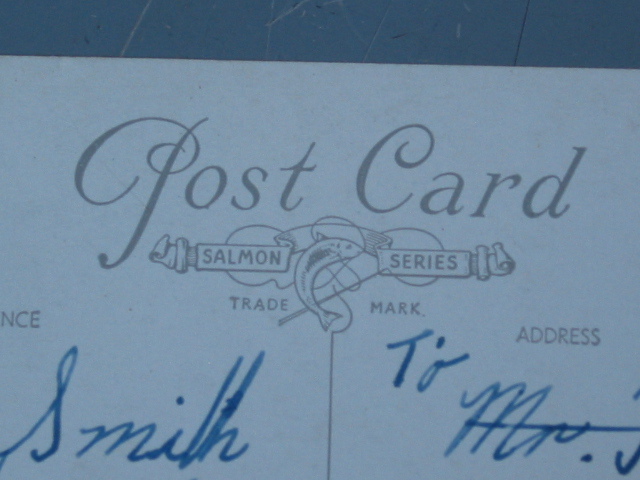 Post Card
SALMON SERIES
TRADE MARK.
NCE ADDRESS
To
Smith Mr.